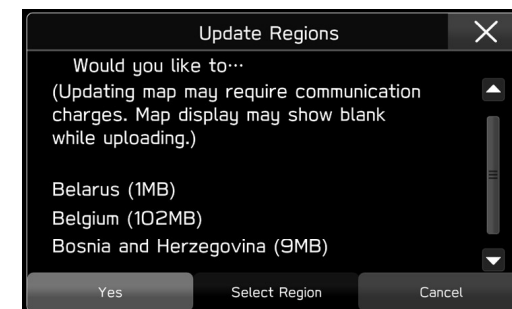 Update Regions
Would you like to…
(Updating map may require communication
charges. Map display may show blank
while uploading.)
Belarus (1MB)
Belgium (102MB)
Bosnia and Herzegovina (9MB)
Yes
Select Region
Cancel